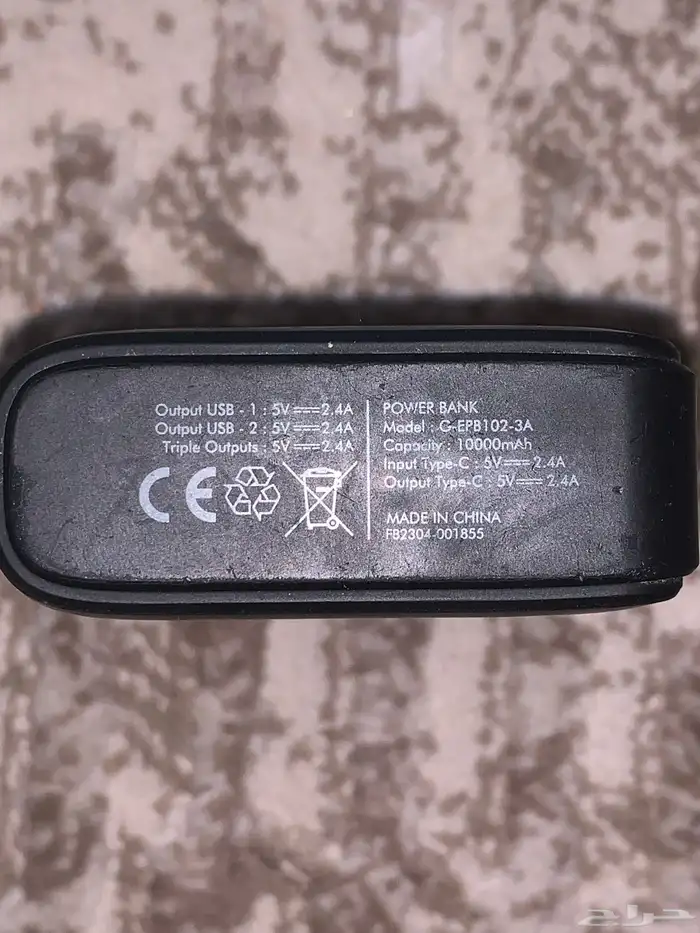 Output USB - 1 : 5V⎓2.4A
Output USB - 2 : 5V⎓2.4A
Triple Outputs : 5V⎓2.4A
CE
POWER BANK
Model : G-EPB102-3A
Capacity : 10000mAh
Input Type-C : 5V⎓2.4A
Output Type-C : 5V⎓2.4A
MADE IN CHINA
FB2304-001855
حراج